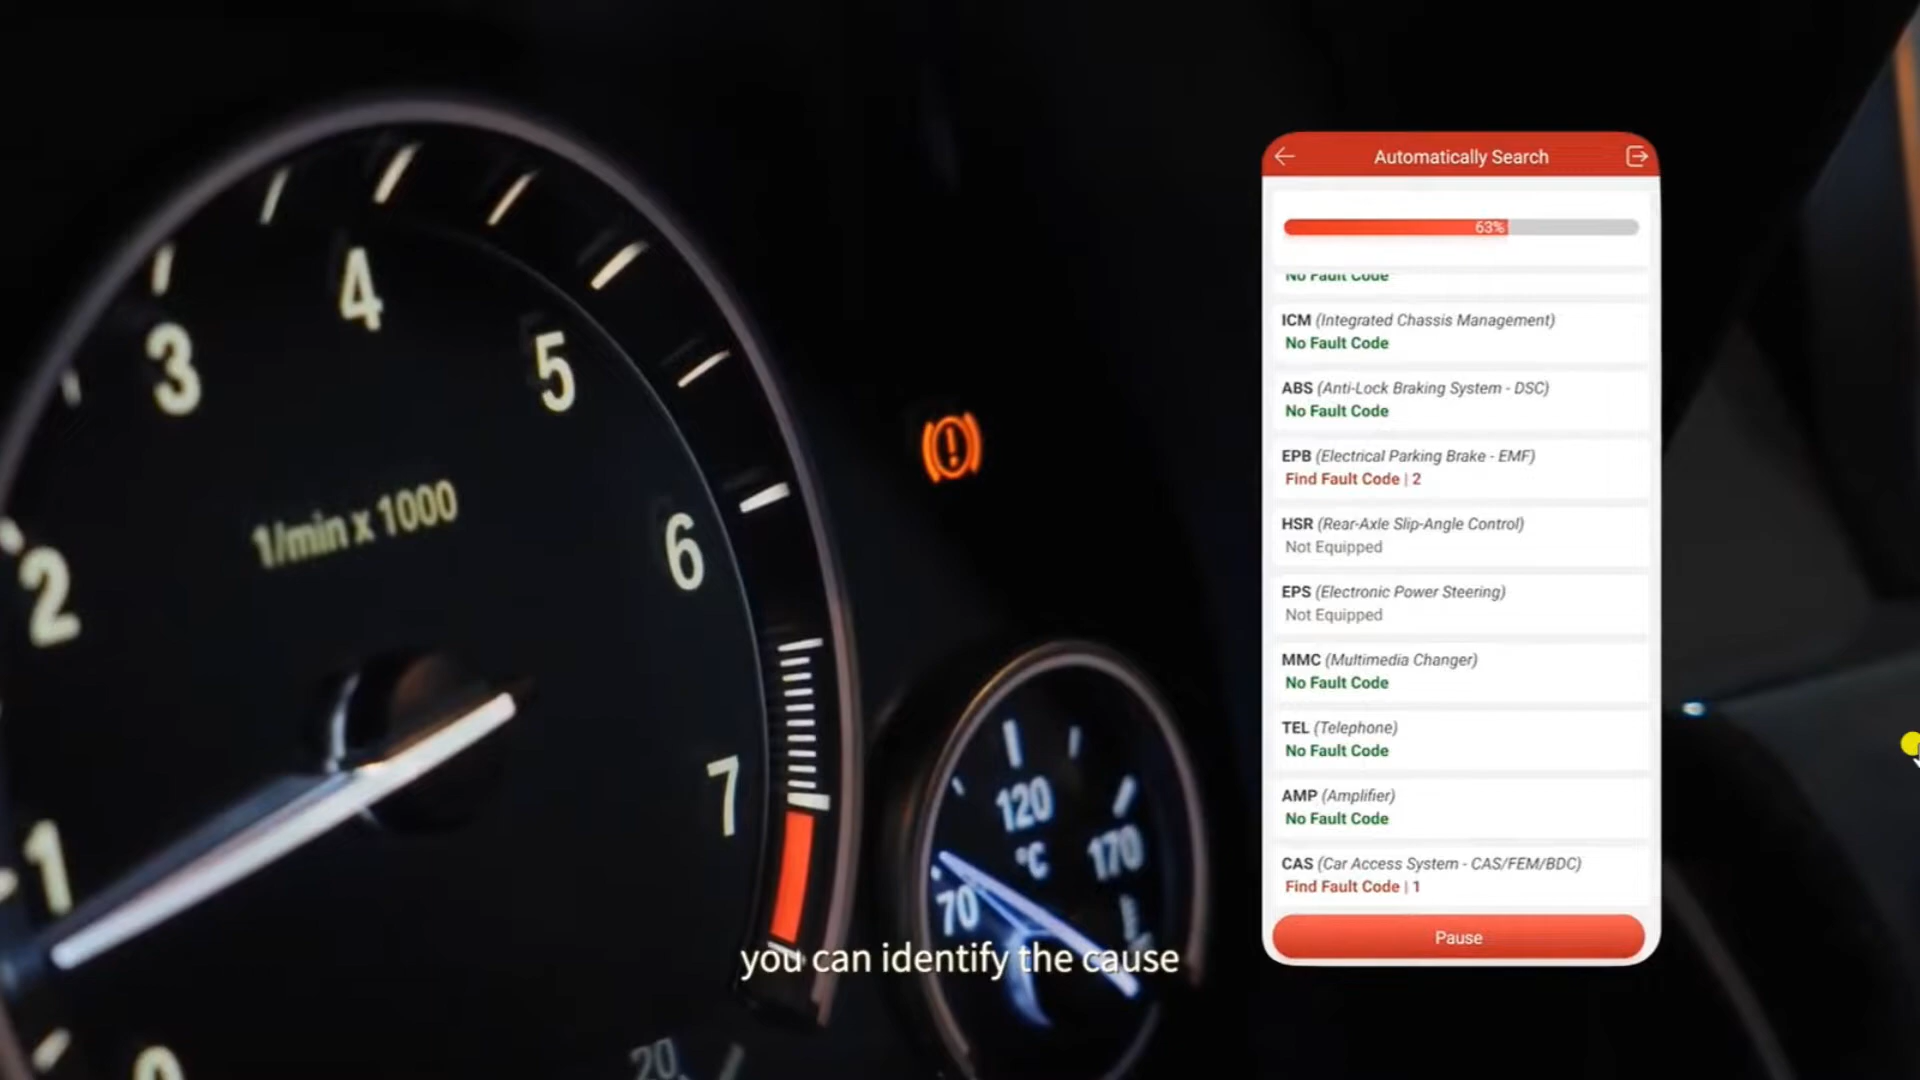 Automatically Search
63%
No Fault Code
ICM (Integrated Chassis Management)
No Fault Code
ABS (Anti-Lock Braking System - DSC)
No Fault Code
EPB (Electrical Parking Brake - EMF)
Find Fault Code | 2
HSR (Rear-Axle Slip-Angle Control)
Not Equipped
EPS (Electronic Power Steering)
Not Equipped
MMC (Multimedia Changer)
No Fault Code
TEL (Telephone)
No Fault Code
AMP (Amplifier)
No Fault Code
CAS (Car Access System - CAS/FEM/BDC)
Find Fault Code | 1
Pause
4
3
5
1/min x 1000
6
2
7
1
120
°C
170
70
20
you can identify the cause